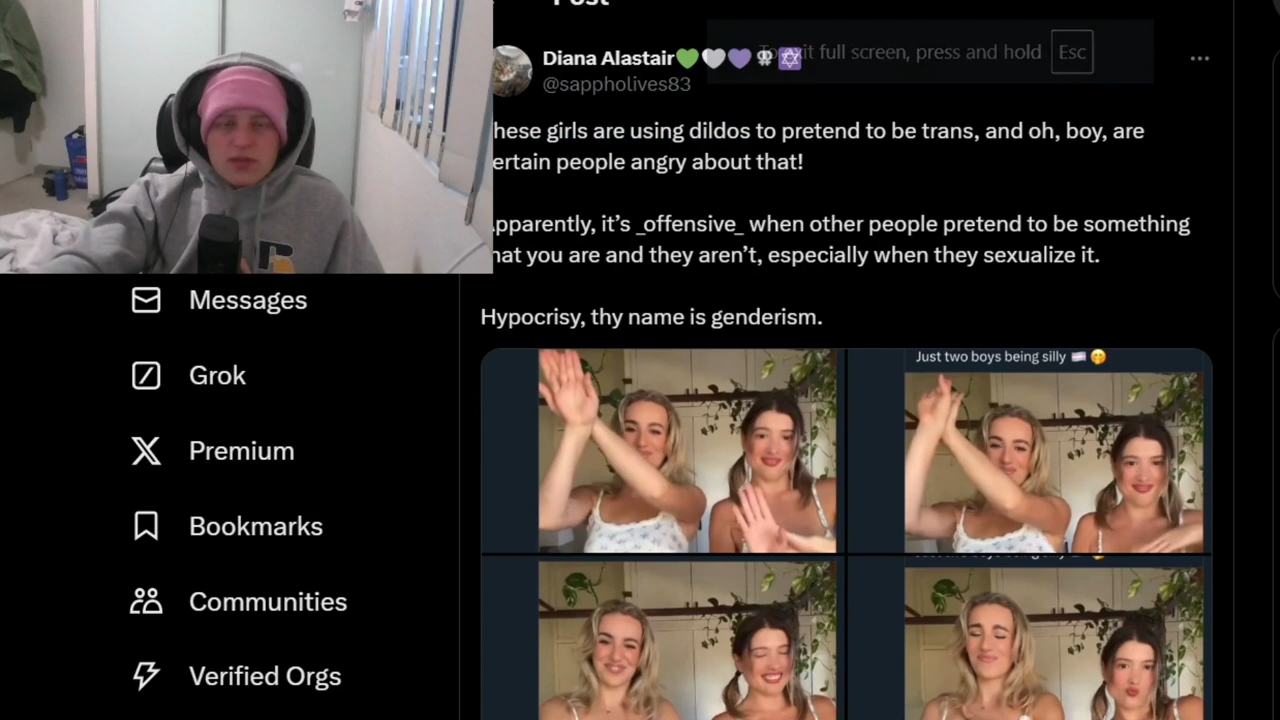 Post
Diana Alastair
To exit full screen, press and hold Esc
@sappholives83
hese girls are using dildos to pretend to be trans, and oh, boy, are
ertain people angry about that!
pparently, it’s _offensive_ when other people pretend to be something
hat you are and they aren’t, especially when they sexualize it.
Hypocrisy, thy name is genderism.
Messages
Grok
Premium
Bookmarks
Communities
Verified Orgs
Just two boys being silly